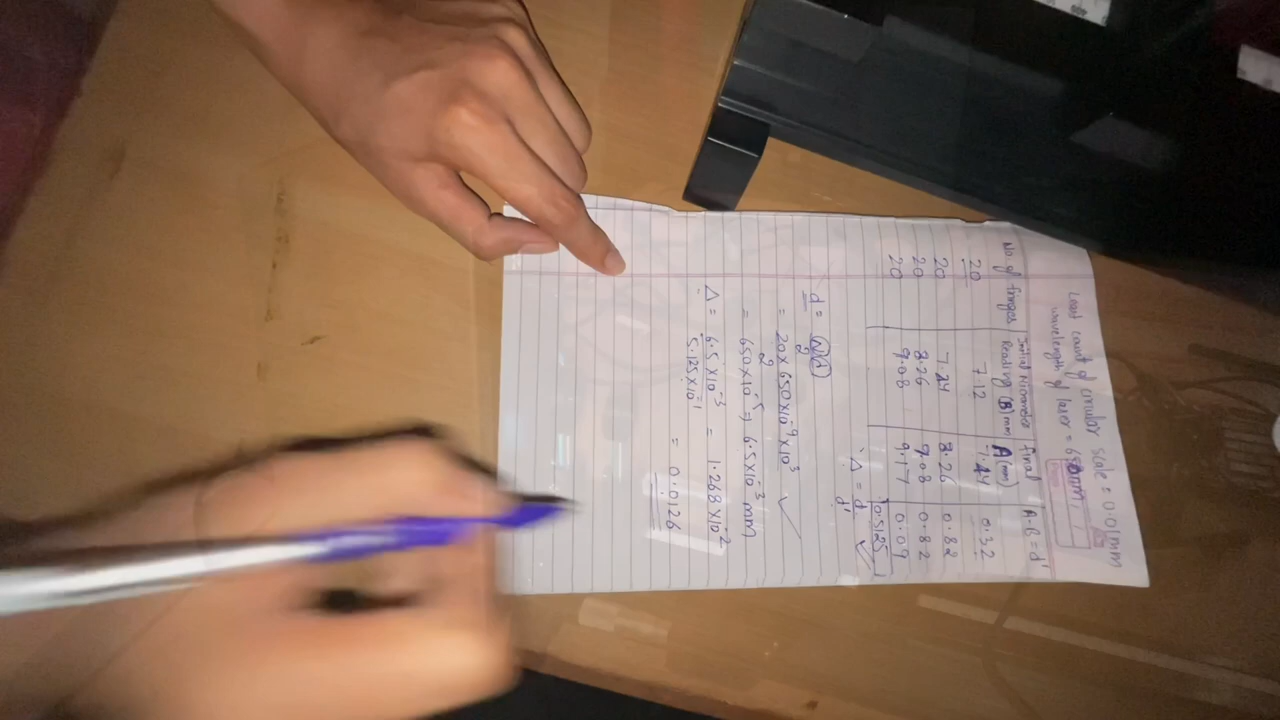 Least count of circular scale = 0.01mm
wavelength of laser = 650nm
No. of fringes Initial Micrometer Reading (B) mm Final A (mm) A-B = d'
20 7.12 7.44 0.32
20 7.44 8.26 0.82
20 8.26 9.08 0.82
20 9.08 9.17 0.09
0.5125
Δ = d / d'
d = Nλ / 2
= 20 × 650 × 10⁻⁹ × 10³ / 2
= 650 × 10⁻⁵ ⇒ 6.5 × 10⁻³ mm
Δ = 6.5 × 10⁻³ / 5.125 × 10⁻¹ = 1.268 × 10⁻²
= 0.0126